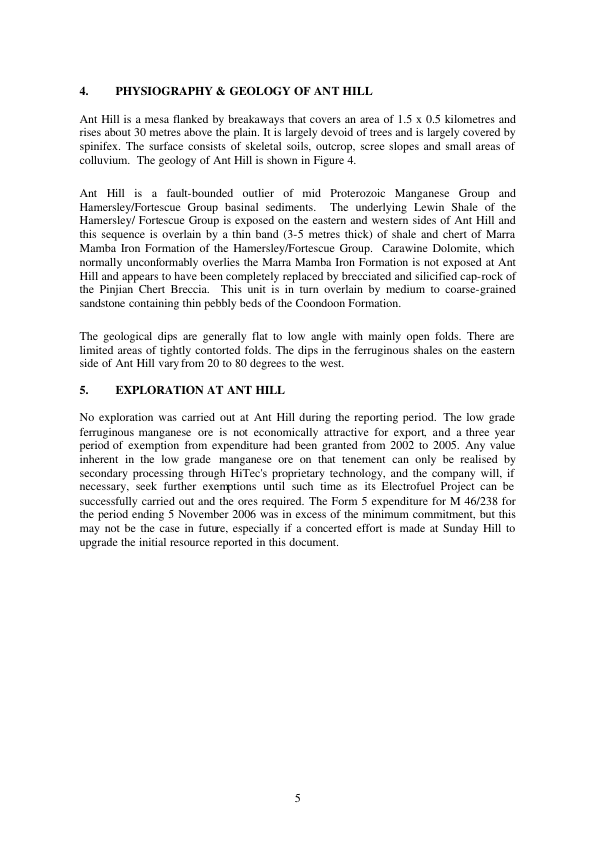 4. PHYSIOGRAPHY & GEOLOGY OF ANT HILL
Ant Hill is a mesa flanked by breakaways that covers an area of 1.5 x 0.5 kilometres and
rises about 30 metres above the plain. It is largely devoid of trees and is largely covered by
spinifex. The surface consists of skeletal soils, outcrop, scree slopes and small areas of
colluvium. The geology of Ant Hill is shown in Figure 4.
Ant Hill is a fault-bounded outlier of mid Proterozoic Manganese Group and
Hamersley/Fortescue Group basinal sediments. The underlying Lewin Shale of the
Hamersley/ Fortescue Group is exposed on the eastern and western sides of Ant Hill and
this sequence is overlain by a thin band (3-5 metres thick) of shale and chert of Marra
Mamba Iron Formation of the Hamersley/Fortescue Group. Carawine Dolomite, which
normally unconformably overlies the Marra Mamba Iron Formation is not exposed at Ant
Hill and appears to have been completely replaced by brecciated and silicified cap-rock of
the Pinjian Chert Breccia. This unit is in turn overlain by medium to coarse-grained
sandstone containing thin pebbly beds of the Coondoon Formation.
The geological dips are generally flat to low angle with mainly open folds. There are
limited areas of tightly contorted folds. The dips in the ferruginous shales on the eastern
side of Ant Hill vary from 20 to 80 degrees to the west.
5. EXPLORATION AT ANT HILL
No exploration was carried out at Ant Hill during the reporting period. The low grade
ferruginous manganese ore is not economically attractive for export, and a three year
period of exemption from expenditure had been granted from 2002 to 2005. Any value
inherent in the low grade manganese ore on that tenement can only be realised by
secondary processing through HiTec's proprietary technology, and the company will, if
necessary, seek further exemptions until such time as its Electrofuel Project can be
successfully carried out and the ores required. The Form 5 expenditure for M 46/238 for
the period ending 5 November 2006 was in excess of the minimum commitment, but this
may not be the case in future, especially if a concerted effort is made at Sunday Hill to
upgrade the initial resource reported in this document.
5